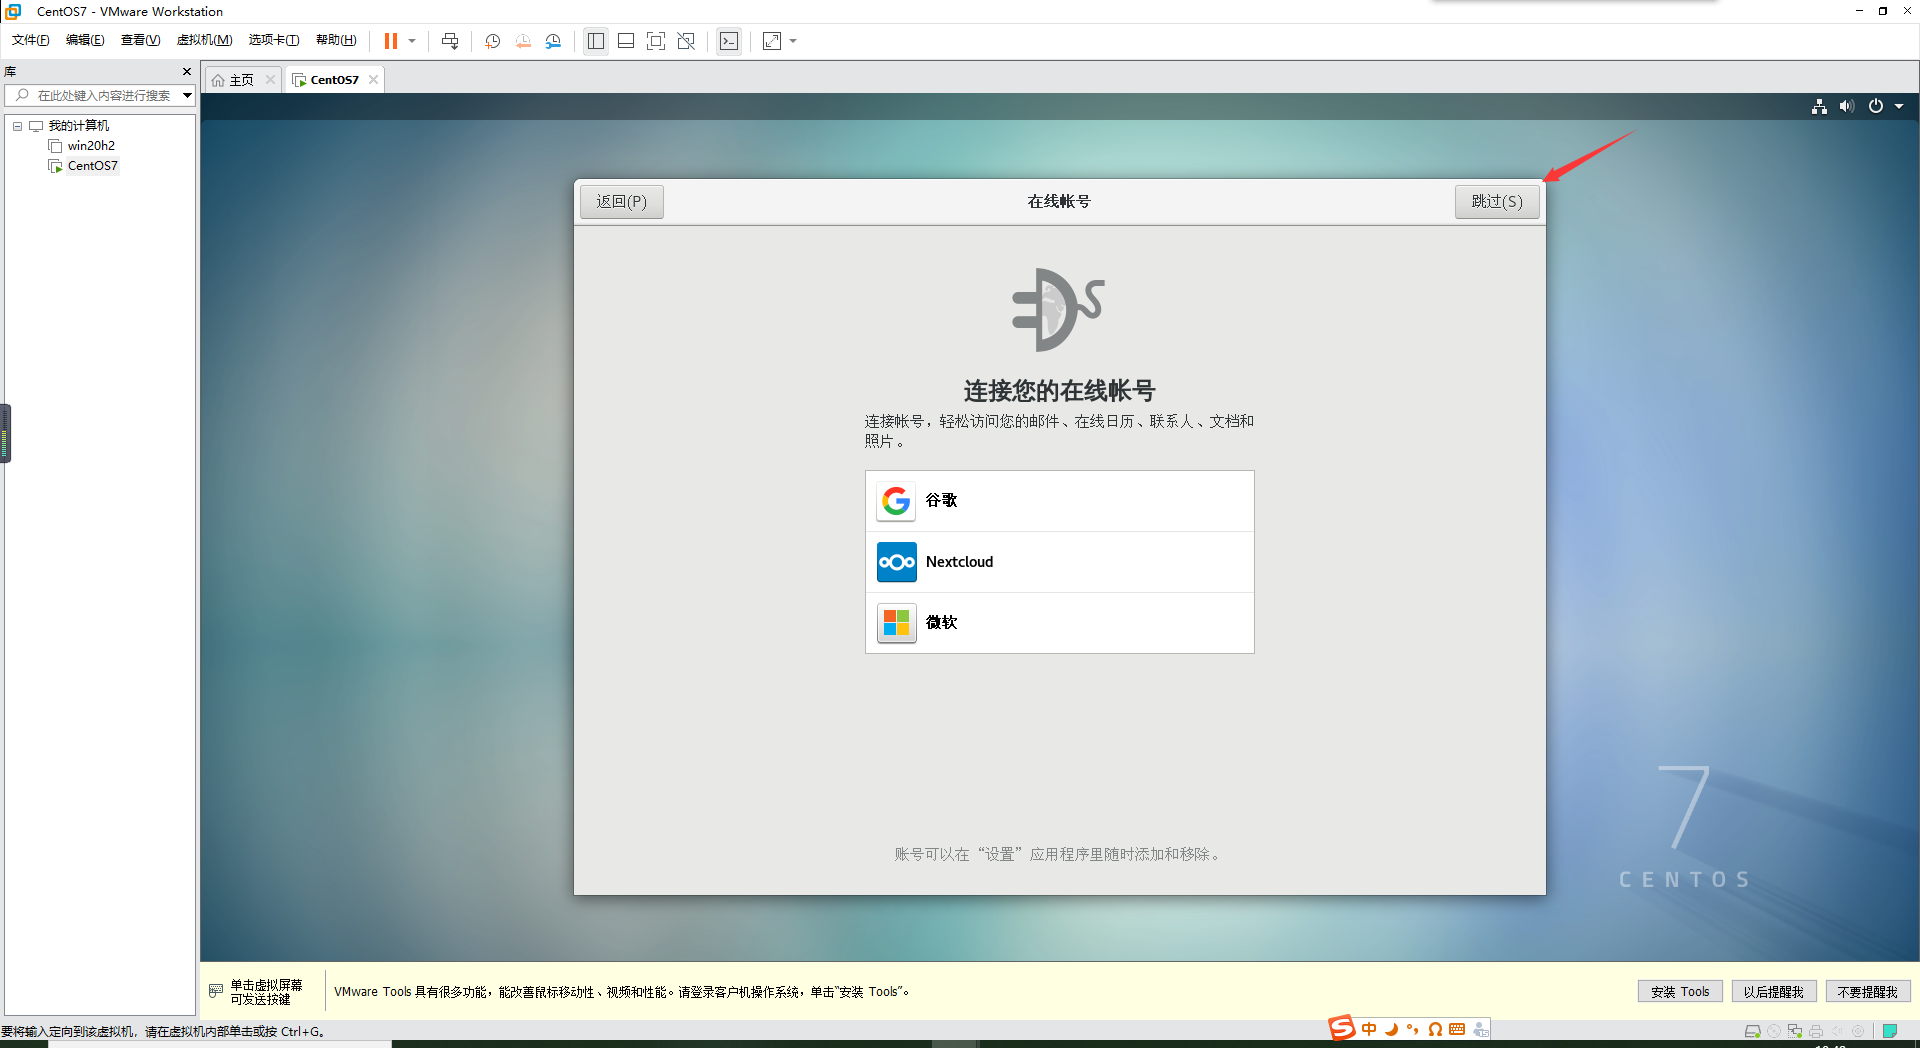 CentOS7 - VMware Workstation
文件(F) 编辑(E) 查看(V) 虚拟机(M) 选项卡(T) 帮助(H)
库
主页
CentOS7
在此处键入内容进行搜索
我的计算机
win20h2
CentOS7
返回(P)
在线帐号
跳过(S)
连接您的在线帐号
连接帐号，轻松访问您的邮件、在线日历、联系人、文档和
照片。
谷歌
Nextcloud
微软
账号可以在“设置”应用程序里随时添加和移除。
7
CENTOS
单击虚拟屏幕
可发送按键
VMware Tools 具有很多功能，能改善鼠标移动性、视频和性能。请登录客户机操作系统，单击“安装 Tools”。
安装 Tools
以后提醒我
不要提醒我
要将输入定向到该虚拟机，请在虚拟机内部单击或按 Ctrl+G。
中